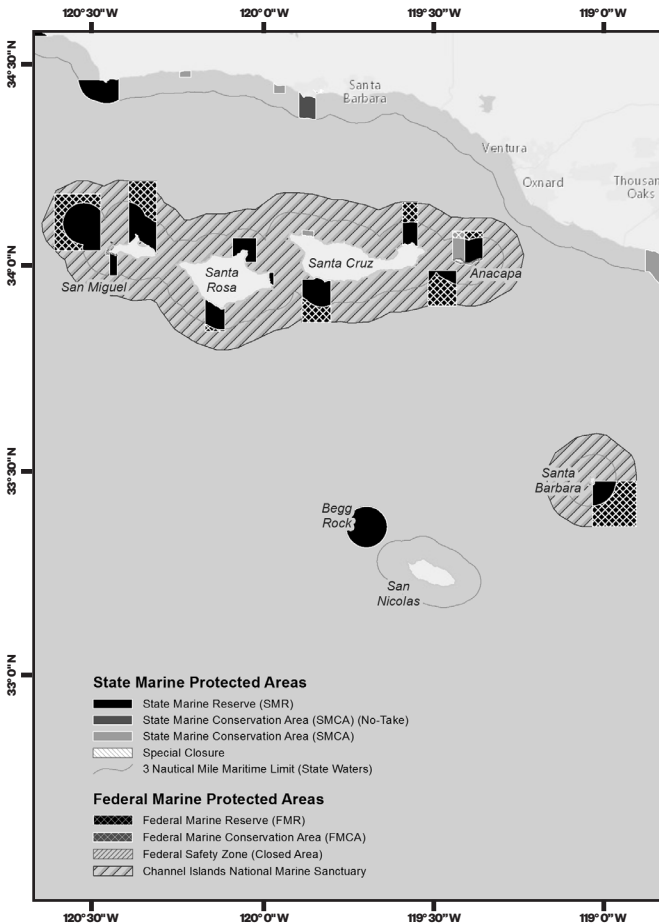 120°30"W 120°0"W 119°30"W 119°0"W
34°30"N
34°0"N
33°30"N
33°0"N
Santa
Barbara
Ventura
Oxnard
Thousan
Oaks
San Miguel
Santa
Rosa
Santa Cruz
Anacapa
Santa
Barbara
Begg
Rock
San
Nicolas
State Marine Protected Areas
State Marine Reserve (SMR)
State Marine Conservation Area (SMCA) (No-Take)
State Marine Conservation Area (SMCA)
Special Closure
3 Nautical Mile Maritime Limit (State Waters)
Federal Marine Protected Areas
Federal Marine Reserve (FMR)
Federal Marine Conservation Area (FMCA)
Federal Safety Zone (Closed Area)
Channel Islands National Marine Sanctuary
120°30"W 120°0"W 119°30"W 119°0"W